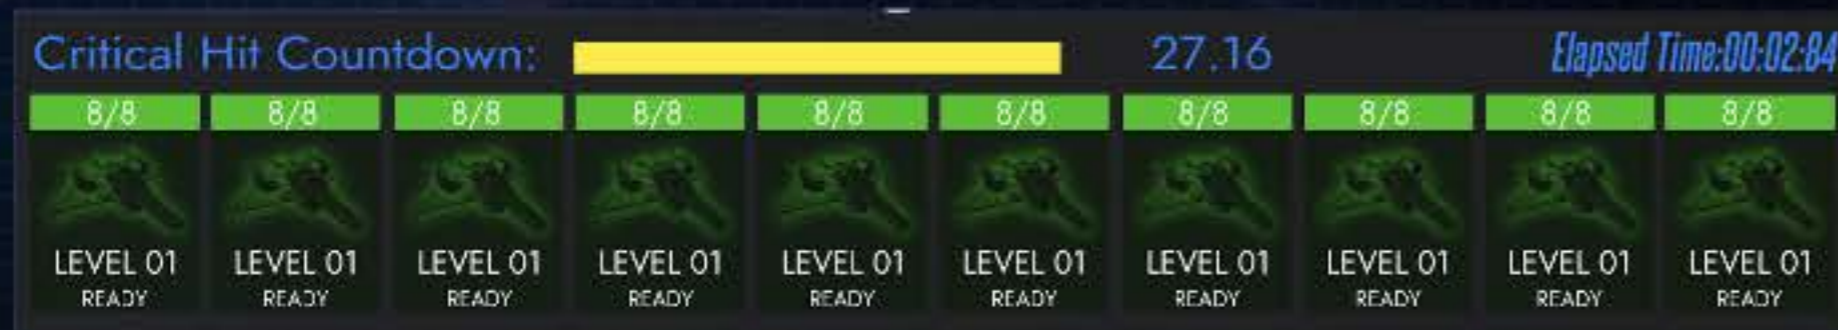 Critical Hit Countdown: 27.16 Elapsed Time:00:02:84
8/8 8/8 8/8 8/8 8/8 8/8 8/8 8/8 8/8 8/8
LEVEL 01 LEVEL 01 LEVEL 01 LEVEL 01 LEVEL 01 LEVEL 01 LEVEL 01 LEVEL 01 LEVEL 01 LEVEL 01
READY READY READY READY READY READY READY READY READY READY